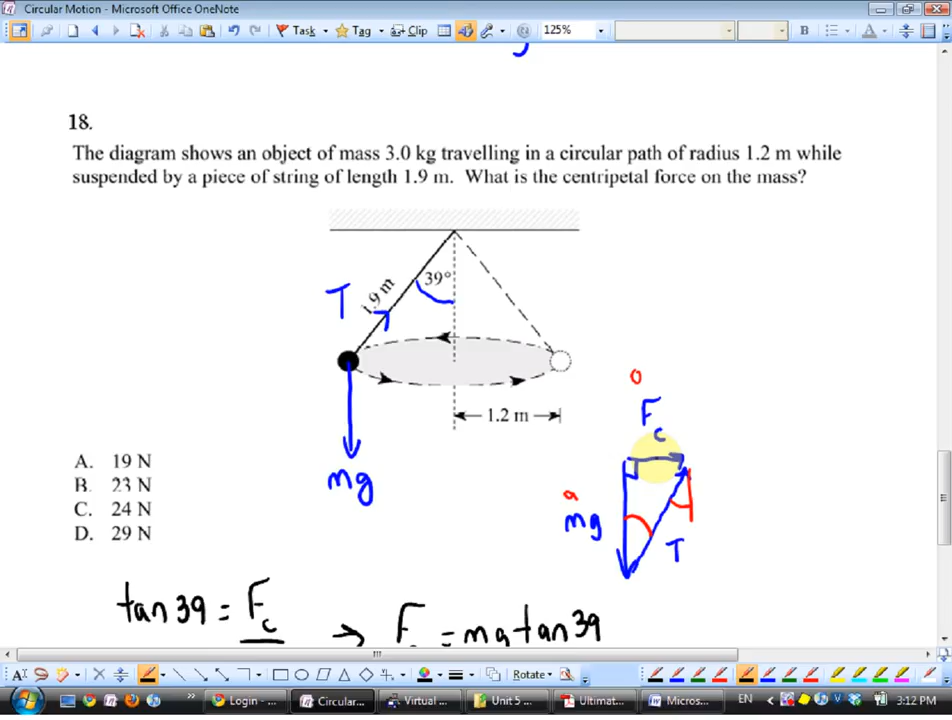 Circular Motion - Microsoft Office OneNote
Task Tag Clip 125% B A
18.
The diagram shows an object of mass 3.0 kg travelling in a circular path of radius 1.2 m while
suspended by a piece of string of length 1.9 m. What is the centripetal force on the mass?
39°
T 1.9 m
o
1.2 m
Fc
A. 19 N
B. 23 N
mg
a
C. 24 N
mg
D. 29 N
T
tan 39 = Fc
→ Fc = mg tan 39
A Rotate
Login - ... Circular... Virtual ... Unit 5 ... Ultimat... Micros... EN 3:12 PM